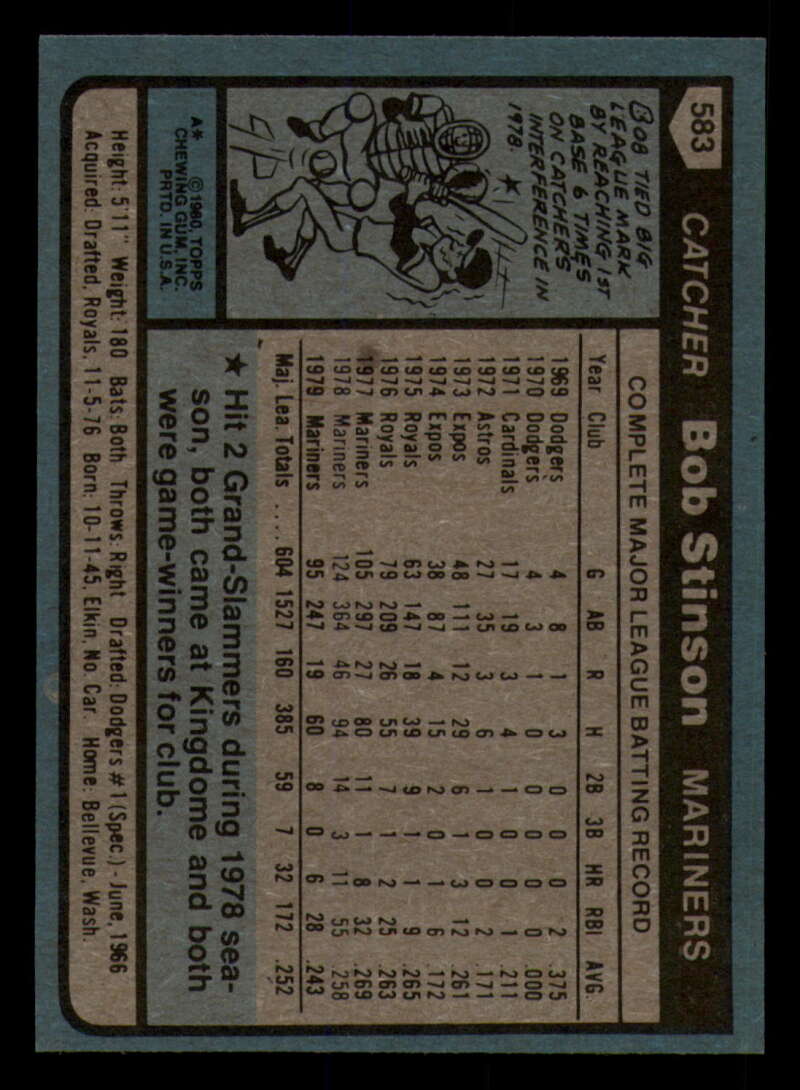 583 CATCHER Bob Stinson MARINERS
BOB TIED BIG
LEAGUE MARK
BY REACHING 1ST
BASE 6 TIMES
ON CATCHER'S
INTERFERENCE IN
1978.
A★ © 1980, TOPPS
CHEWING GUM, INC.
PRTD. IN U.S.A.
COMPLETE MAJOR LEAGUE BATTING RECORD
Year Club G AB R H 2B 3B HR RBI AVG.
1969 Dodgers 4 8 1 3 0 0 0 2 .375
1970 Dodgers 4 3 1 0 0 0 0 0 .000
1971 Cardinals 17 19 3 4 1 0 0 1 .211
1972 Astros 27 35 3 6 1 0 0 2 .171
1973 Expos 48 111 12 29 6 1 3 12 .261
1974 Expos 38 87 4 15 2 0 1 6 .172
1975 Royals 63 147 18 39 9 1 1 9 .265
1976 Royals 79 209 26 55 7 1 2 25 .263
1977 Mariners 105 297 27 80 11 1 8 32 .269
1978 Mariners 124 364 46 94 14 3 11 55 .258
1979 Mariners 95 247 19 60 8 0 6 28 .243
Maj. Lea. Totals .... 604 1527 160 385 59 7 32 172 .252
★ Hit 2 Grand-Slammers during 1978 sea-
son, both came at Kingdome and both
were game-winners for club.
Height: 5'11" Weight: 180 Bats: Both Throws: Right Drafted: Dodgers #1 (Spec.) - June, 1966
Acquired: Drafted, Royals, 11-5-76 Born: 10-11-45, Elkin, No. Car. Home: Bellevue, Wash.